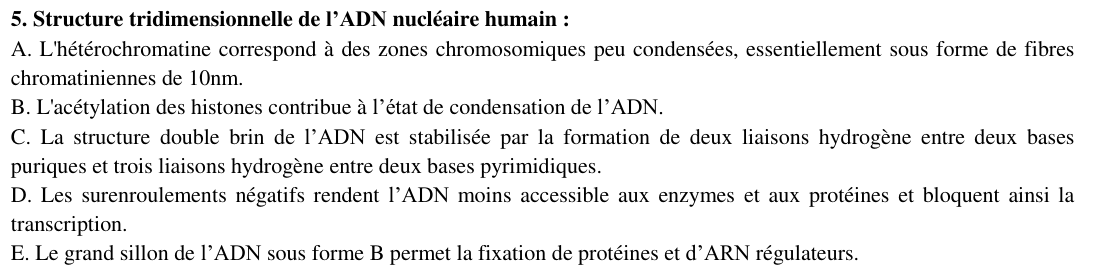 5. Structure tridimensionnelle de l’ADN nucléaire humain :
A. L'hétérochromatine correspond à des zones chromosomiques peu condensées, essentiellement sous forme de fibres
chromatiniennes de 10nm.
B. L'acétylation des histones contribue à l’état de condensation de l’ADN.
C. La structure double brin de l’ADN est stabilisée par la formation de deux liaisons hydrogène entre deux bases
puriques et trois liaisons hydrogène entre deux bases pyrimidiques.
D. Les surenroulements négatifs rendent l’ADN moins accessible aux enzymes et aux protéines et bloquent ainsi la
transcription.
E. Le grand sillon de l’ADN sous forme B permet la fixation de protéines et d’ARN régulateurs.